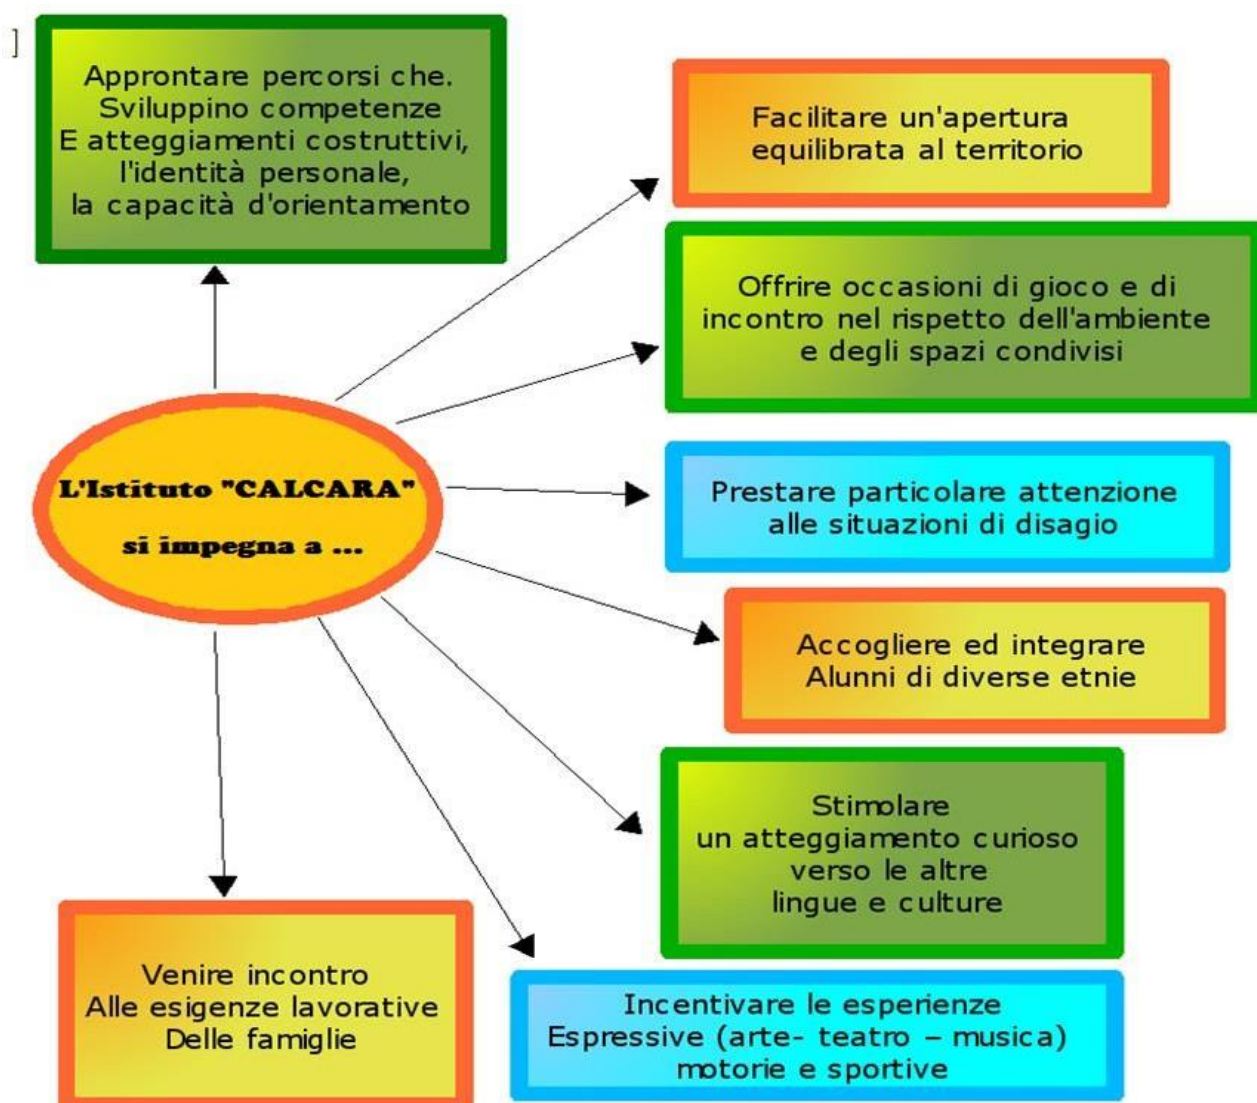 ]
Approntare percorsi che.
Sviluppino competenze
E atteggiamenti costruttivi,
l'identità personale,
la capacità d'orientamento
Facilitare un'apertura
equilibrata al territorio
Offrire occasioni di gioco e di
incontro nel rispetto dell'ambiente
e degli spazi condivisi
L'Istituto "CALCARA"
si impegna a ...
Prestare particolare attenzione
alle situazioni di disagio
Accogliere ed integrare
Alunni di diverse etnie
Stimolare
un atteggiamento curioso
verso le altre
lingue e culture
Venire incontro
Alle esigenze lavorative
Delle famiglie
Incentivare le esperienze
Espressive (arte- teatro – musica)
motorie e sportive